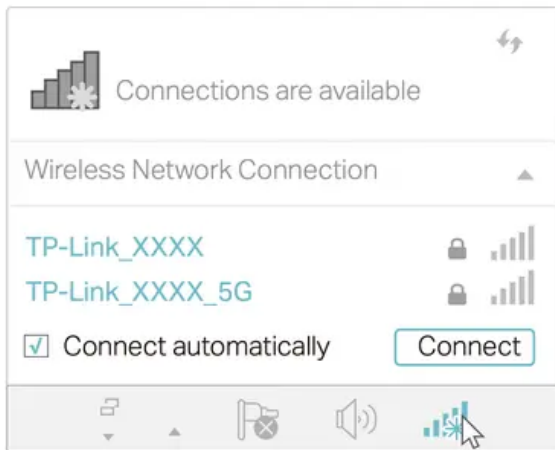 Connections are available
Wireless Network Connection
TP-Link_XXXX
TP-Link_XXXX_5G
Connect automatically
Connect